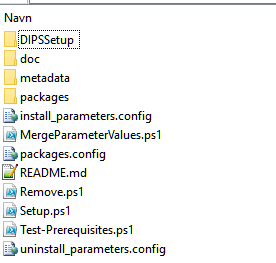 Navn
DIPSSetup
doc
metadata
packages
install_parameters.config
MergeParameterValues.ps1
packages.config
README.md
Remove.ps1
Setup.ps1
Test-Prerequisites.ps1
uninstall_parameters.config